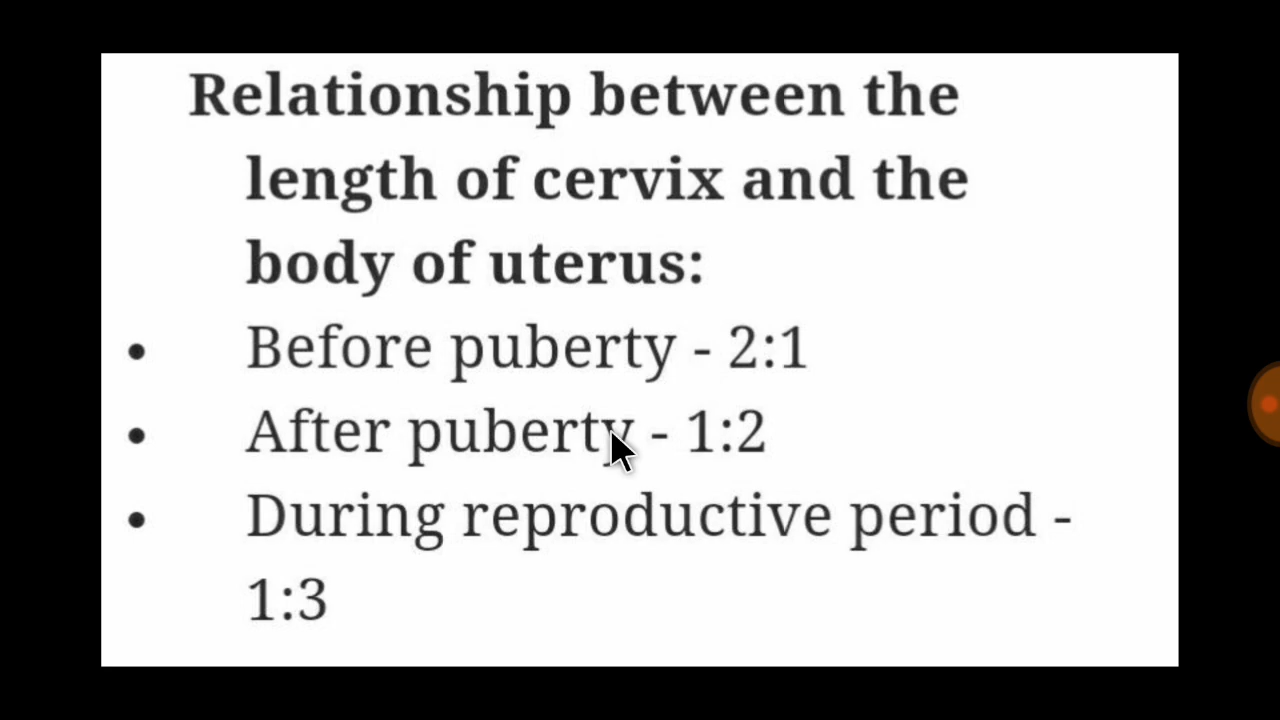 Relationship between the
length of cervix and the
body of uterus:
• Before puberty - 2:1
• After puberty - 1:2
• During reproductive period -
1:3